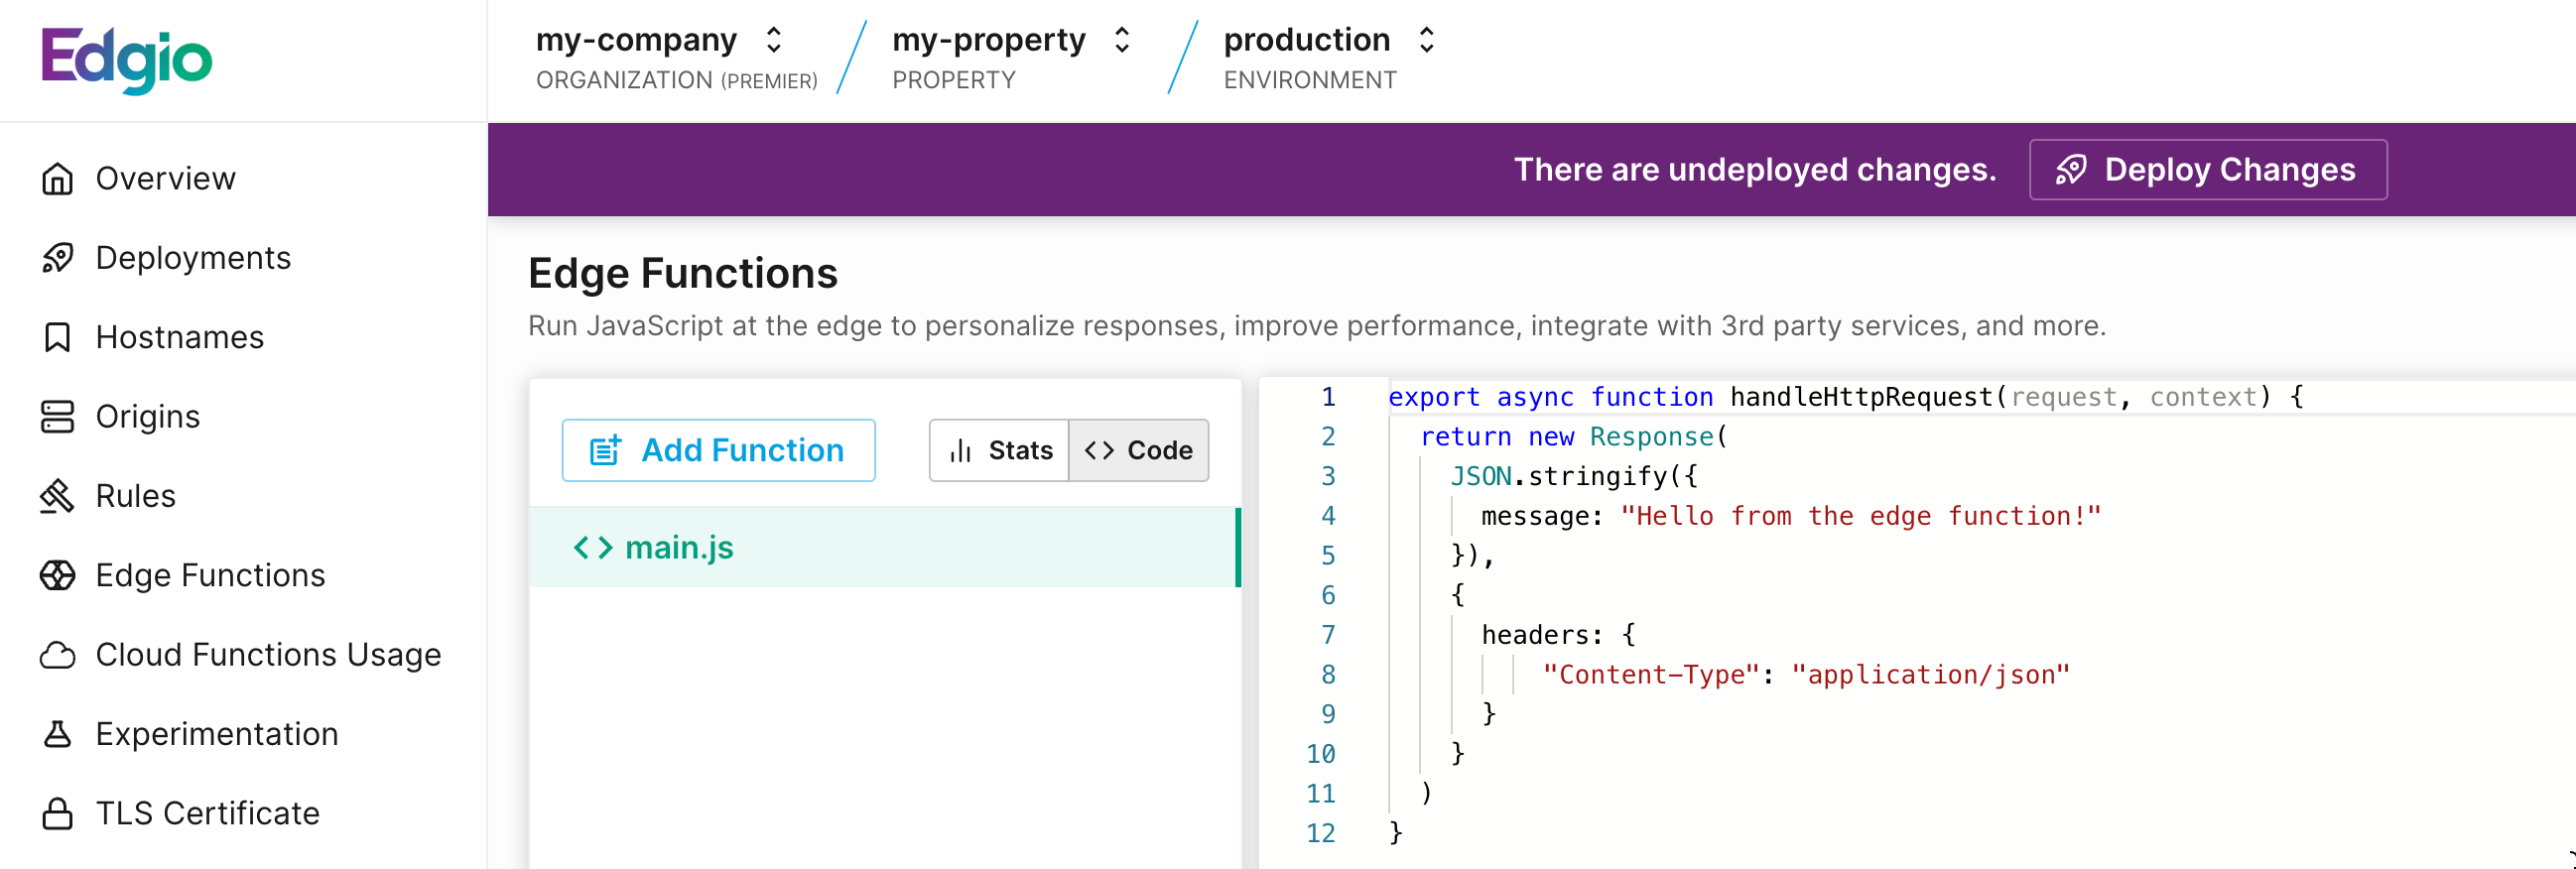 Edgio
my-company
ORGANIZATION (PREMIER)
my-property
PROPERTY
production
ENVIRONMENT
There are undeployed changes.
Deploy Changes
Overview
Deployments
Hostnames
Origins
Rules
Edge Functions
Cloud Functions Usage
Experimentation
TLS Certificate
Edge Functions
Run JavaScript at the edge to personalize responses, improve performance, integrate with 3rd party services, and more.
Add Function
Stats
<> Code
<> main.js
1 export async function handleHttpRequest(request, context) {
2   return new Response(
3     JSON.stringify({
4       message: "Hello from the edge function!"
5     }),
6     {
7       headers: {
8           "Content-Type": "application/json"
9       }
10     }
11   )
12 }